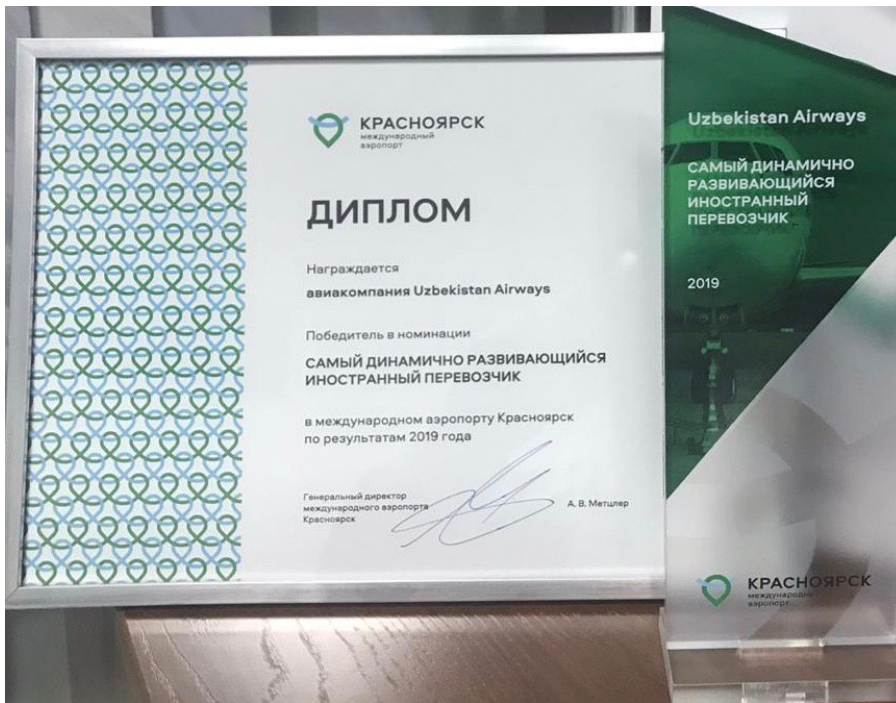 КРАСНОЯРСК
международный
аэропорт
ДИПЛОМ
Награждается
авиакомпания Uzbekistan Airways
Победитель в номинации
САМЫЙ ДИНАМИЧНО РАЗВИВАЮЩИЙСЯ
ИНОСТРАННЫЙ ПЕРЕВОЗЧИК
в международном аэропорту Красноярск
по результатам 2019 года
Генеральный директор
международного аэропорта
Красноярск
А. В. Метцлер
Uzbekistan Airways
САМЫЙ ДИНАМИЧНО
РАЗВИВАЮЩИЙСЯ
ИНОСТРАННЫЙ
ПЕРЕВОЗЧИК
2019
КРАСНОЯРСК
международный
аэропорт